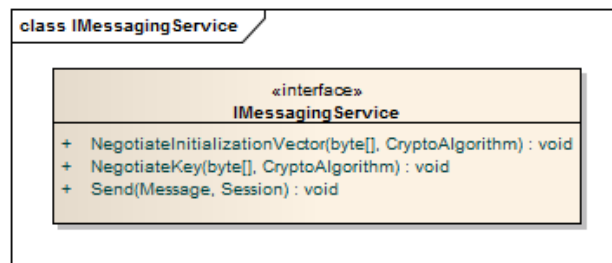 class IMessagingService
«interface»
IMessagingService
+ NegotiateInitializationVector(byte[], CryptoAlgorithm) : void
+ NegotiateKey(byte[], CryptoAlgorithm) : void
+ Send(Message, Session) : void